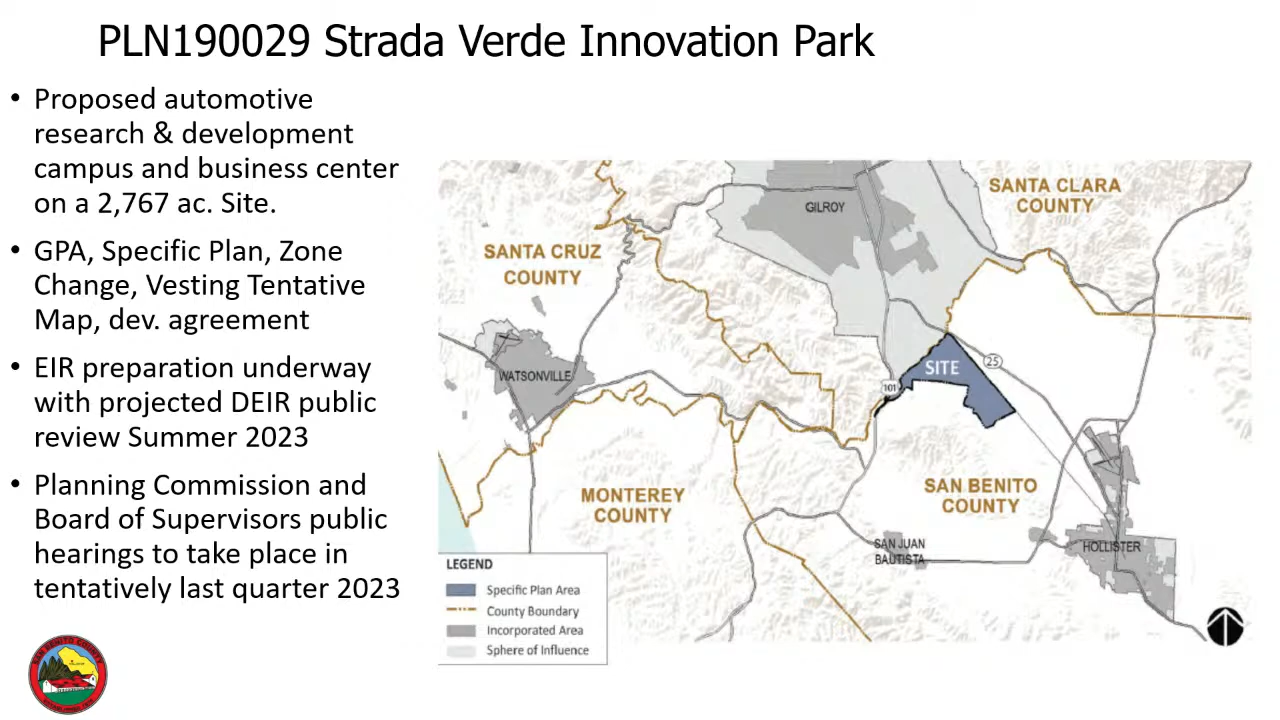 PLN190029 Strada Verde Innovation Park
• Proposed automotive
research & development
campus and business center
on a 2,767 ac. Site.
• GPA, Specific Plan, Zone
Change, Vesting Tentative
Map, dev. agreement
• EIR preparation underway
with projected DEIR public
review Summer 2023
• Planning Commission and
Board of Supervisors public
hearings to take place in
tentatively last quarter 2023
SANTA CLARA
COUNTY
GILROY
SANTA CRUZ
COUNTY
WATSONVILLE
SITE
25
101
MONTEREY
COUNTY
SAN BENITO
COUNTY
SAN JUAN
BAUTISTA
HOLLISTER
LEGEND
Specific Plan Area
County Boundary
Incorporated Area
Sphere of Influence
SAN BENITO COUNTY